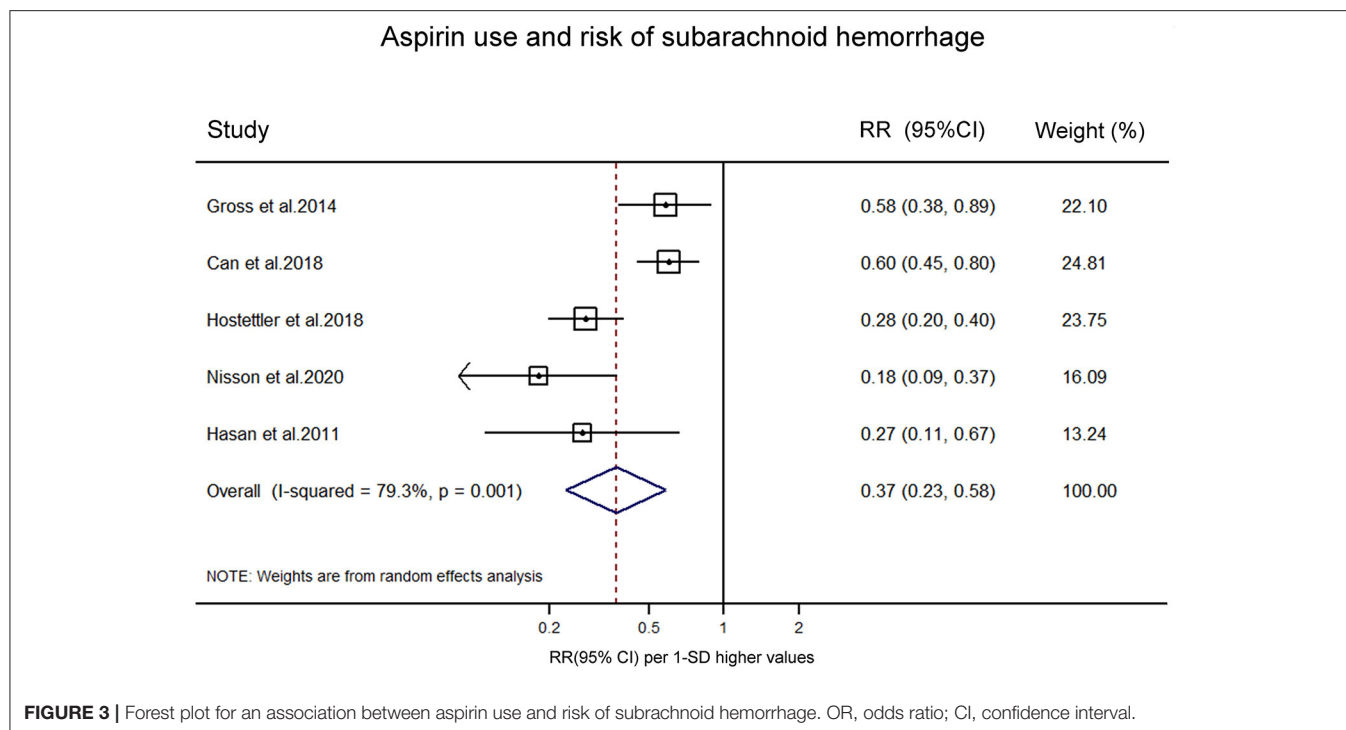 Aspirin use and risk of subarachnoid hemorrhage
Study RR (95%CI) Weight (%)
Gross et al.2014 0.58 (0.38, 0.89) 22.10
Can et al.2018 0.60 (0.45, 0.80) 24.81
Hostettler et al.2018 0.28 (0.20, 0.40) 23.75
Nisson et al.2020 0.18 (0.09, 0.37) 16.09
Hasan et al.2011 0.27 (0.11, 0.67) 13.24
Overall (I-squared = 79.3%, p = 0.001) 0.37 (0.23, 0.58) 100.00
NOTE: Weights are from random effects analysis
0.2 0.5 1 2
RR(95% CI) per 1-SD higher values
FIGURE 3 | Forest plot for an association between aspirin use and risk of subrachnoid hemorrhage. OR, odds ratio; CI, confidence interval.